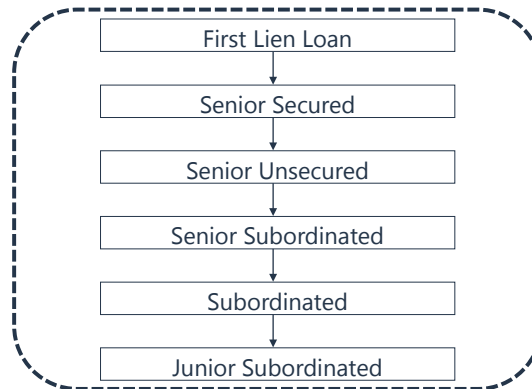 First Lien Loan
Senior Secured
Senior Unsecured
Senior Subordinated
Subordinated
Junior Subordinated